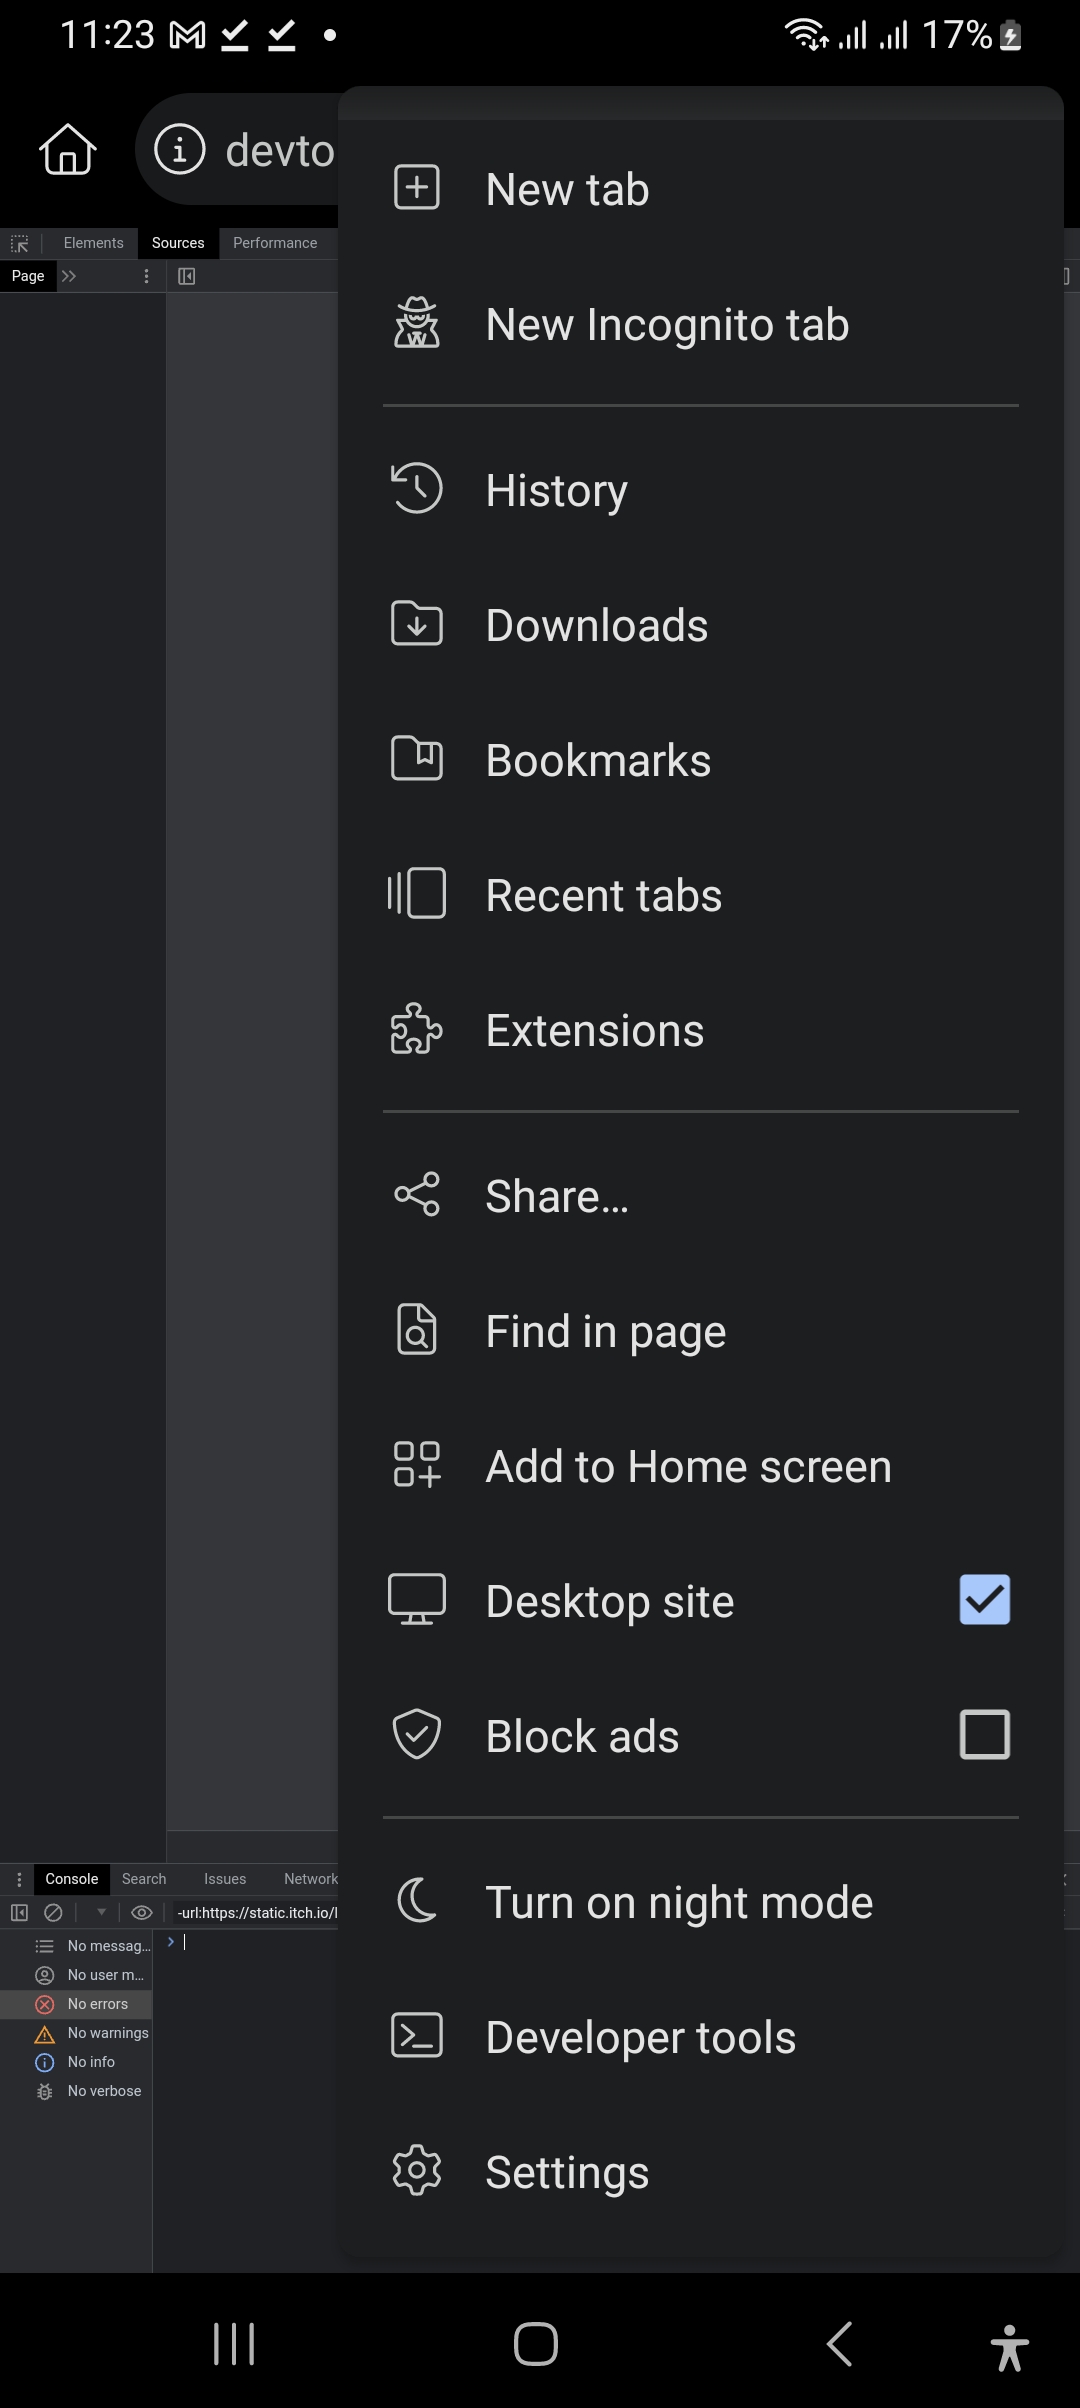 11:23
17%
devto
New tab
Elements Sources Performance
Page
New Incognito tab
History
Downloads
Bookmarks
Recent tabs
Extensions
Share...
Find in page
Add to Home screen
Desktop site
Block ads
Turn on night mode
Console Search Issues Network
-url:https://static.itch.io/
No messag...
No user m...
No errors
No warnings
No info
No verbose
Developer tools
Settings